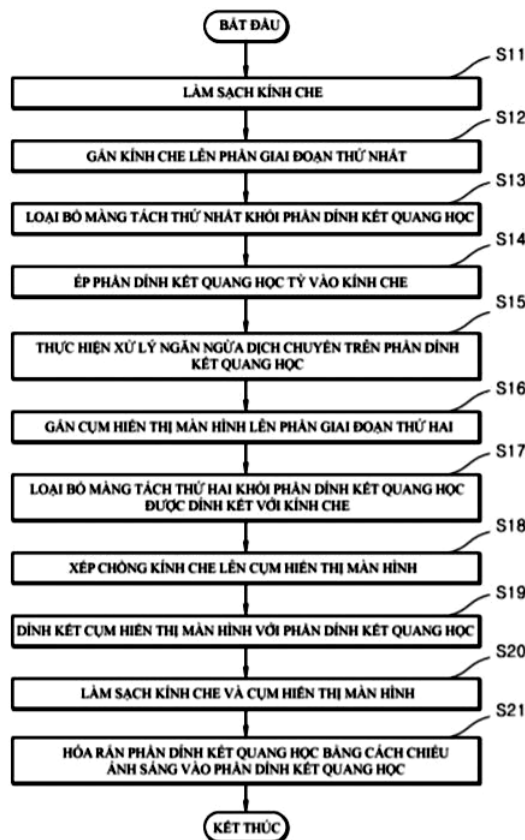 BẮT ĐẦU
S11
LÀM SẠCH KÍNH CHE
S12
GẮN KÍNH CHE LÊN PHẦN GIAI ĐOẠN THỨ NHẤT
S13
LOẠI BỎ MÀNG TÁCH THỨ NHẤT KHỎI PHẦN DÍNH KẾT QUANG HỌC
S14
ÉP PHẦN DÍNH KẾT QUANG HỌC TỲ VÀO KÍNH CHE
S15
THỰC HIỆN XỬ LÝ NGĂN NGỪA DỊCH CHUYỂN TRÊN PHẦN DÍNH
KẾT QUANG HỌC
S16
GẮN CỤM HIỂN THỊ MÀN HÌNH LÊN PHẦN GIAI ĐOẠN THỨ HAI
S17
LOẠI BỎ MÀNG TÁCH THỨ HAI KHỎI PHẦN DÍNH KẾT QUANG HỌC
ĐƯỢC DÍNH KẾT VỚI KÍNH CHE
S18
XẾP CHỒNG KÍNH CHE LÊN CỤM HIỂN THỊ MÀN HÌNH
S19
DÍNH KẾT CỤM HIỂN THỊ MÀN HÌNH VỚI PHẦN DÍNH KẾT QUANG HỌC
S20
LÀM SẠCH KÍNH CHE VÀ CỤM HIỂN THỊ MÀN HÌNH
S21
HÓA RẮN PHẦN DÍNH KẾT QUANG HỌC BẰNG CÁCH CHIẾU
ÁNH SÁNG VÀO PHẦN DÍNH KẾT QUANG HỌC
KẾT THÚC